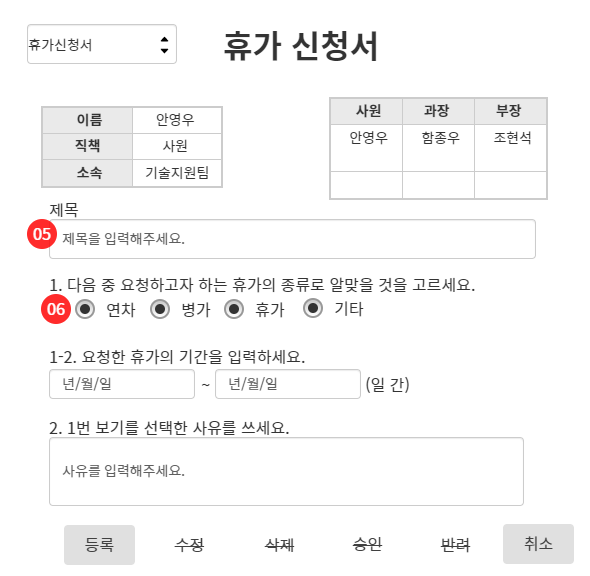 휴가신청서
휴가 신청서
이름 안영우
직책 사원
소속 기술지원팀
사원 과장 부장
안영우 함종우 조현석
제목
05 제목을 입력해주세요.
1. 다음 중 요청하고자 하는 휴가의 종류로 알맞을 것을 고르세요.
06 연차 병가 휴가 기타
1-2. 요청한 휴가의 기간을 입력하세요.
년/월/일 ~ 년/월/일 (일 간)
2. 1번 보기를 선택한 사유를 쓰세요.
사유를 입력해주세요.
등록 수정 삭제 승인 반려 취소